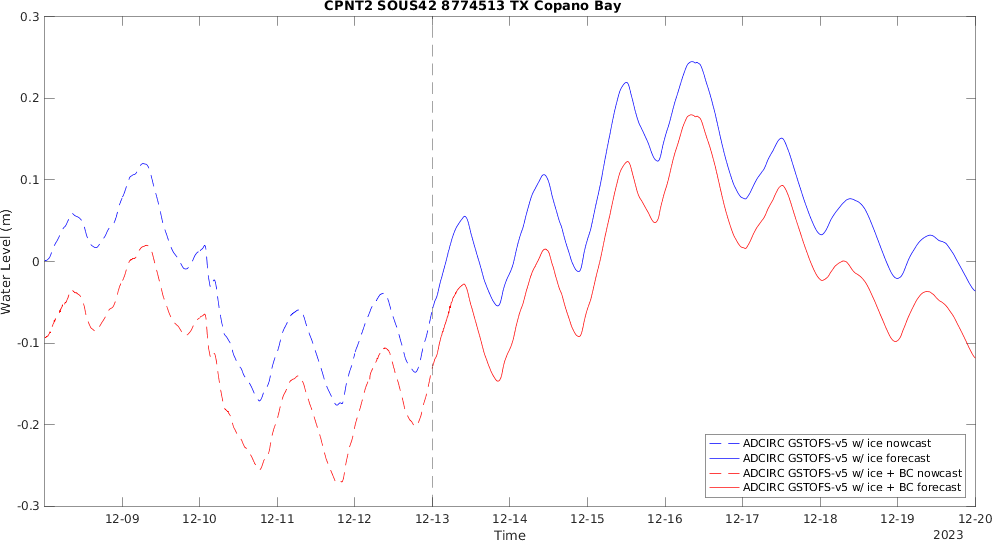 CPNT2 SOUS42 8774513 TX Copano Bay
0.3
0.2
0.1
0
-0.1
-0.2
-0.3
Water Level (m)
12-09 12-10 12-11 12-12 12-13 12-14 12-15 12-16 12-17 12-18 12-19 12-20
Time
2023
ADCIRC GSTOFS-v5 w/ ice nowcast
ADCIRC GSTOFS-v5 w/ ice forecast
ADCIRC GSTOFS-v5 w/ ice + BC nowcast
ADCIRC GSTOFS-v5 w/ ice + BC forecast